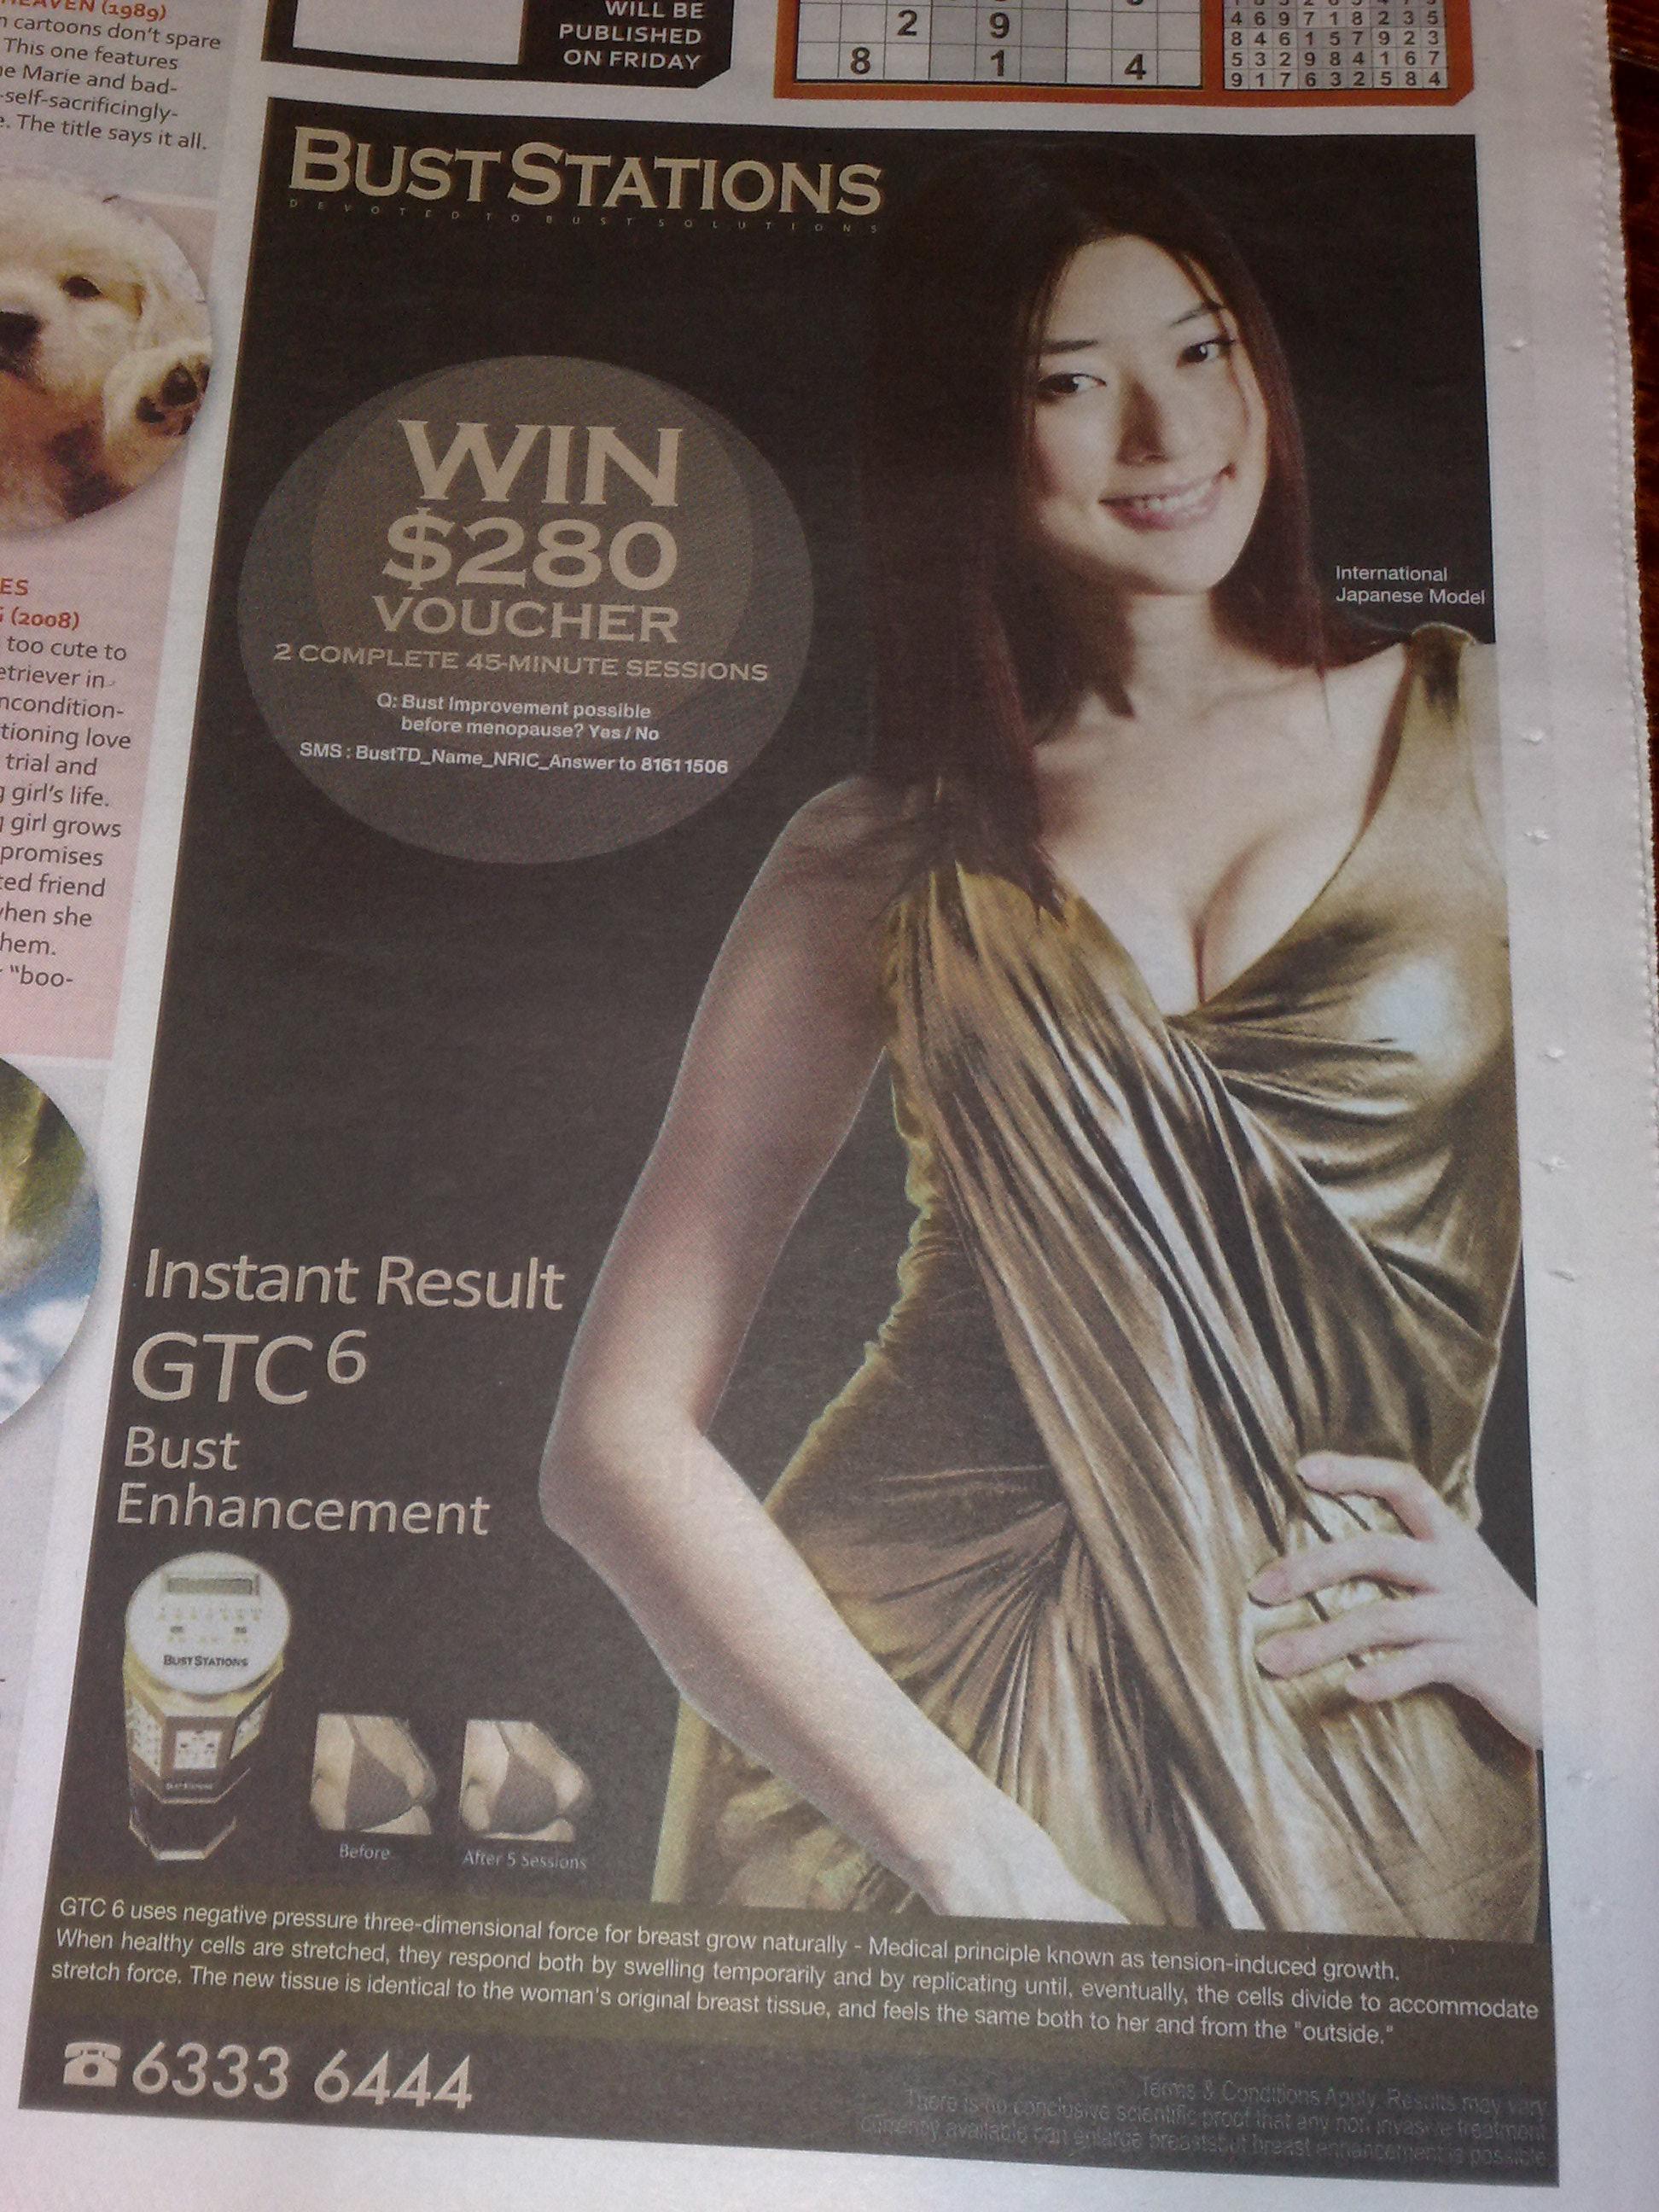 HEAVEN (1989)
cartoons don't spare
This one features
Marie and bad-
-self-sacrificingly-
The title says it all.
ES
(2008)
too cute to
etriever in
ncondition-
tioning love
trial and
girl's life.
girl grows
promises
ted friend
when she
hem.
"boo-
WILL BE
PUBLISHED
ON FRIDAY
2 9
8 1 4
4 6 9 7 1 8 2 3 5
8 4 6 1 5 7 9 2 3
5 3 2 9 8 4 1 6 7
9 1 7 6 3 2 5 8 4
BUST STATIONS
DEVOTED TO BUST SOLUTIONS
WIN
$280
VOUCHER
2 COMPLETE 45-MINUTE SESSIONS
Q: Bust Improvement possible
before menopause? Yes / No
SMS : BustTD_Name_NRIC_Answer to 81611506
International
Japanese Model
Instant Result
GTC6
Bust
Enhancement
BUST STATIONS
Before
After 5 Sessions
GTC 6 uses negative pressure three-dimensional force for breast grow naturally - Medical principle known as tension-induced growth.
When healthy cells are stretched, they respond both by swelling temporarily and by replicating until, eventually, the cells divide to accommodate
stretch force. The new tissue is identical to the woman's original breast tissue, and feels the same both to her and from the "outside."
6333 6444
Terms & Conditions Apply. Results may vary
There is no conclusive scientific proof that any non invasive treatment
currently available can enlarge breasts but breast enhancement is possible